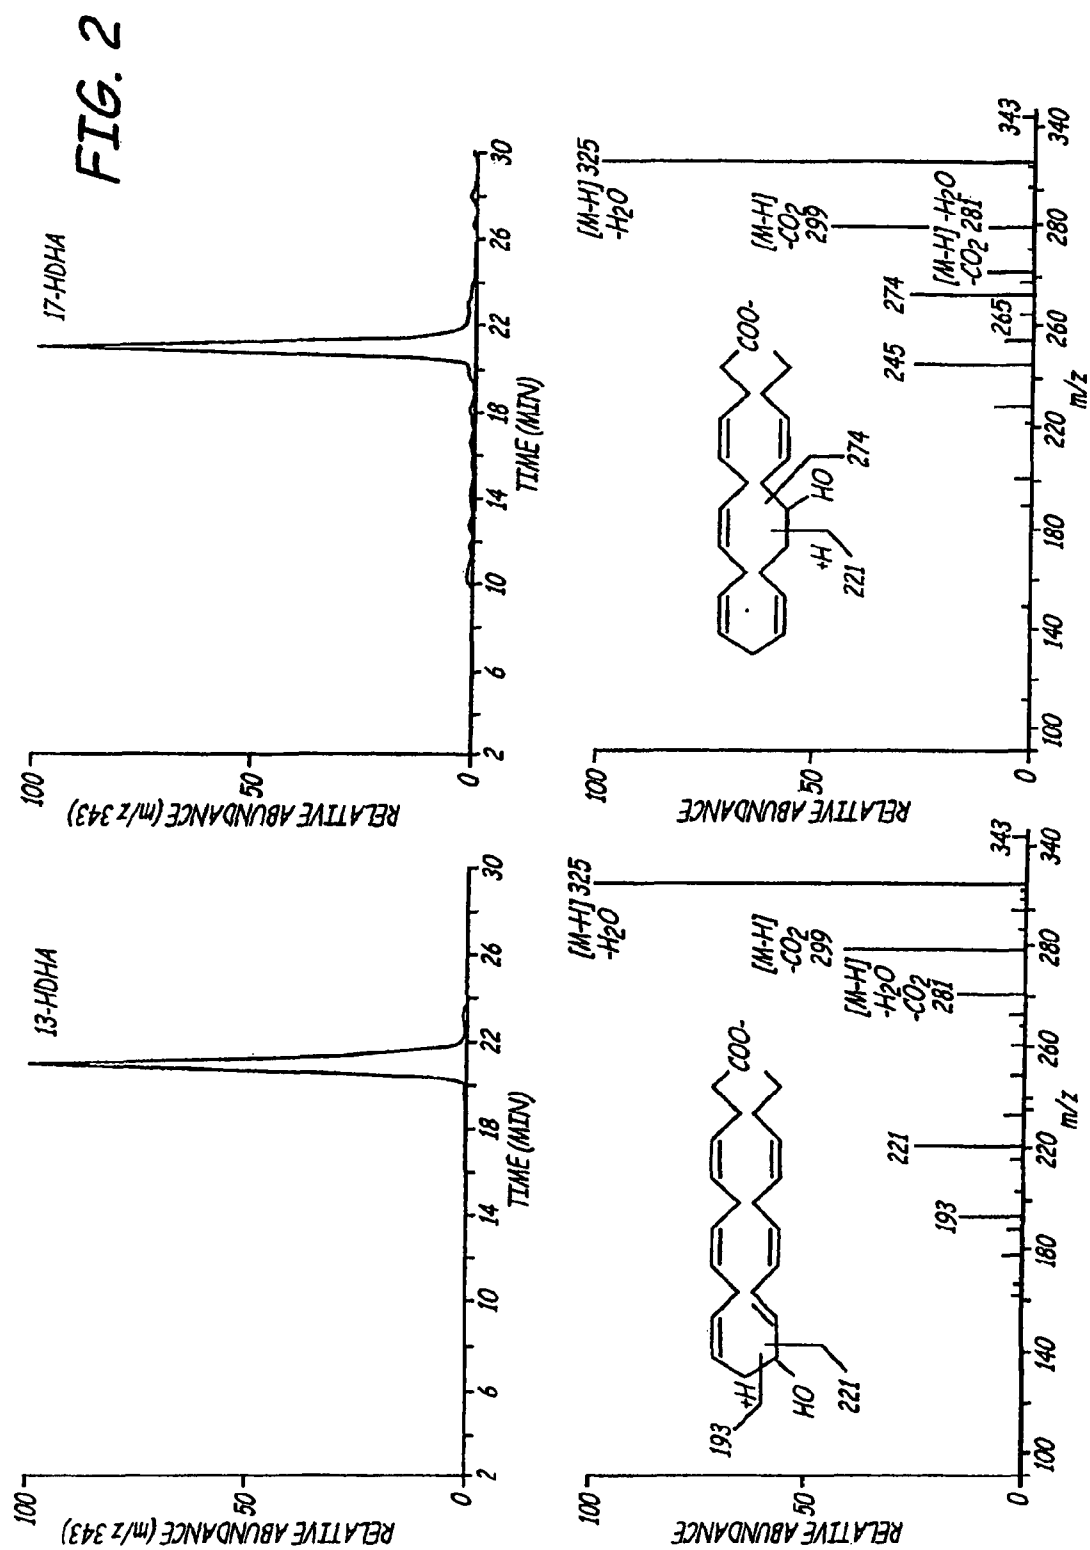 FIG. 2
13-HDHA
RELATIVE ABUNDANCE (m/z 343)
100
50
0
2 6 10 14 18 22 26 30
TIME (MIN)
17-HDHA
RELATIVE ABUNDANCE (m/z 343)
100
50
0
2 6 10 14 18 22 26 30
TIME (MIN)
RELATIVE ABUNDANCE
100
50
0
[M-H] 325
-H2O
[M-H]
-CO2
299
[M-H]
-H2O
-CO2
281
COO-
+H
193
HO
221
193
221
343
100 140 180 220 260 280 340
m/z
RELATIVE ABUNDANCE
100
50
0
[M-H] 325
-H2O
[M-H]
-CO2
299
[M-H] -H2O
-CO2 281
COO-
+H
221
HO
274
245
274
265
343
100 140 180 220 260 280 340
m/z